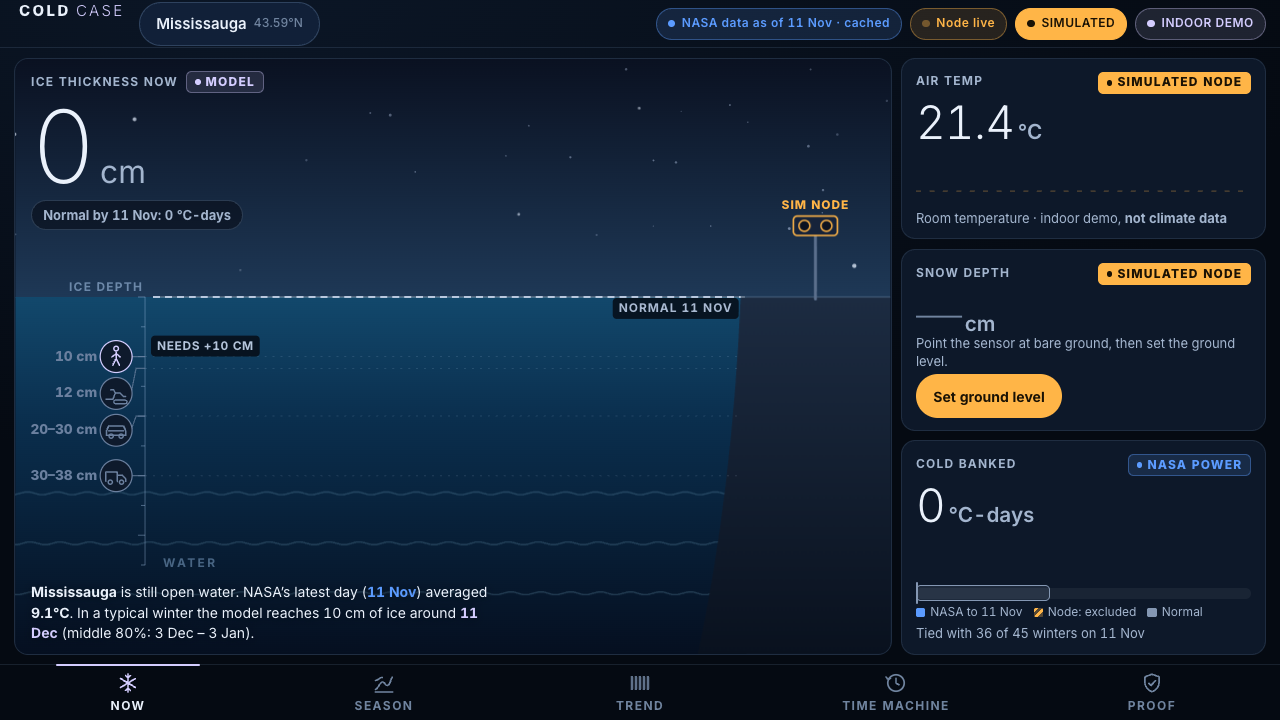 COLD CASE
Mississauga 43.59°N
NASA data as of 11 Nov · cached
Node live
SIMULATED
INDOOR DEMO
ICE THICKNESS NOW
MODEL
0 cm
Normal by 11 Nov: 0 °C-days
SIM NODE
ICE DEPTH
NORMAL 11 NOV
NEEDS +10 CM
10 cm
12 cm
20–30 cm
30–38 cm
WATER
Mississauga is still open water. NASA’s latest day (11 Nov) averaged
9.1°C. In a typical winter the model reaches 10 cm of ice around 11
Dec (middle 80%: 3 Dec – 3 Jan).
AIR TEMP
SIMULATED NODE
21.4 °C
Room temperature · indoor demo, not climate data
SNOW DEPTH
SIMULATED NODE
— cm
Point the sensor at bare ground, then set the ground
level.
Set ground level
COLD BANKED
NASA POWER
0 °C-days
NASA to 11 Nov
Node: excluded
Normal
Tied with 36 of 45 winters on 11 Nov
NOW
SEASON
TREND
TIME MACHINE
PROOF